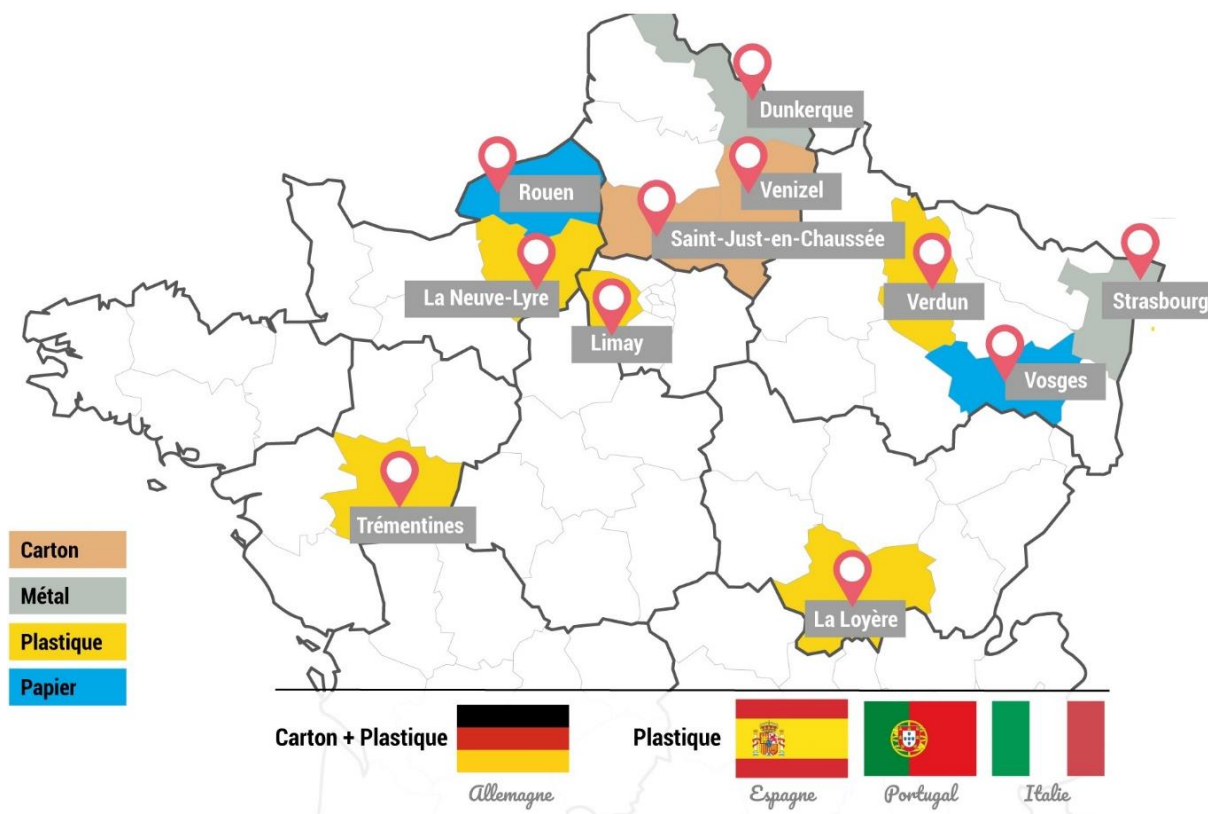 Dunkerque
Rouen
Venizel
Saint-Just-en-Chaussée
La Neuve-Lyre
Verdun
Strasbourg
Limay
Vosges
Trémentines
La Loyère
Carton
Métal
Plastique
Papier
Carton + Plastique
Allemagne
Plastique
Espagne
Portugal
Italie